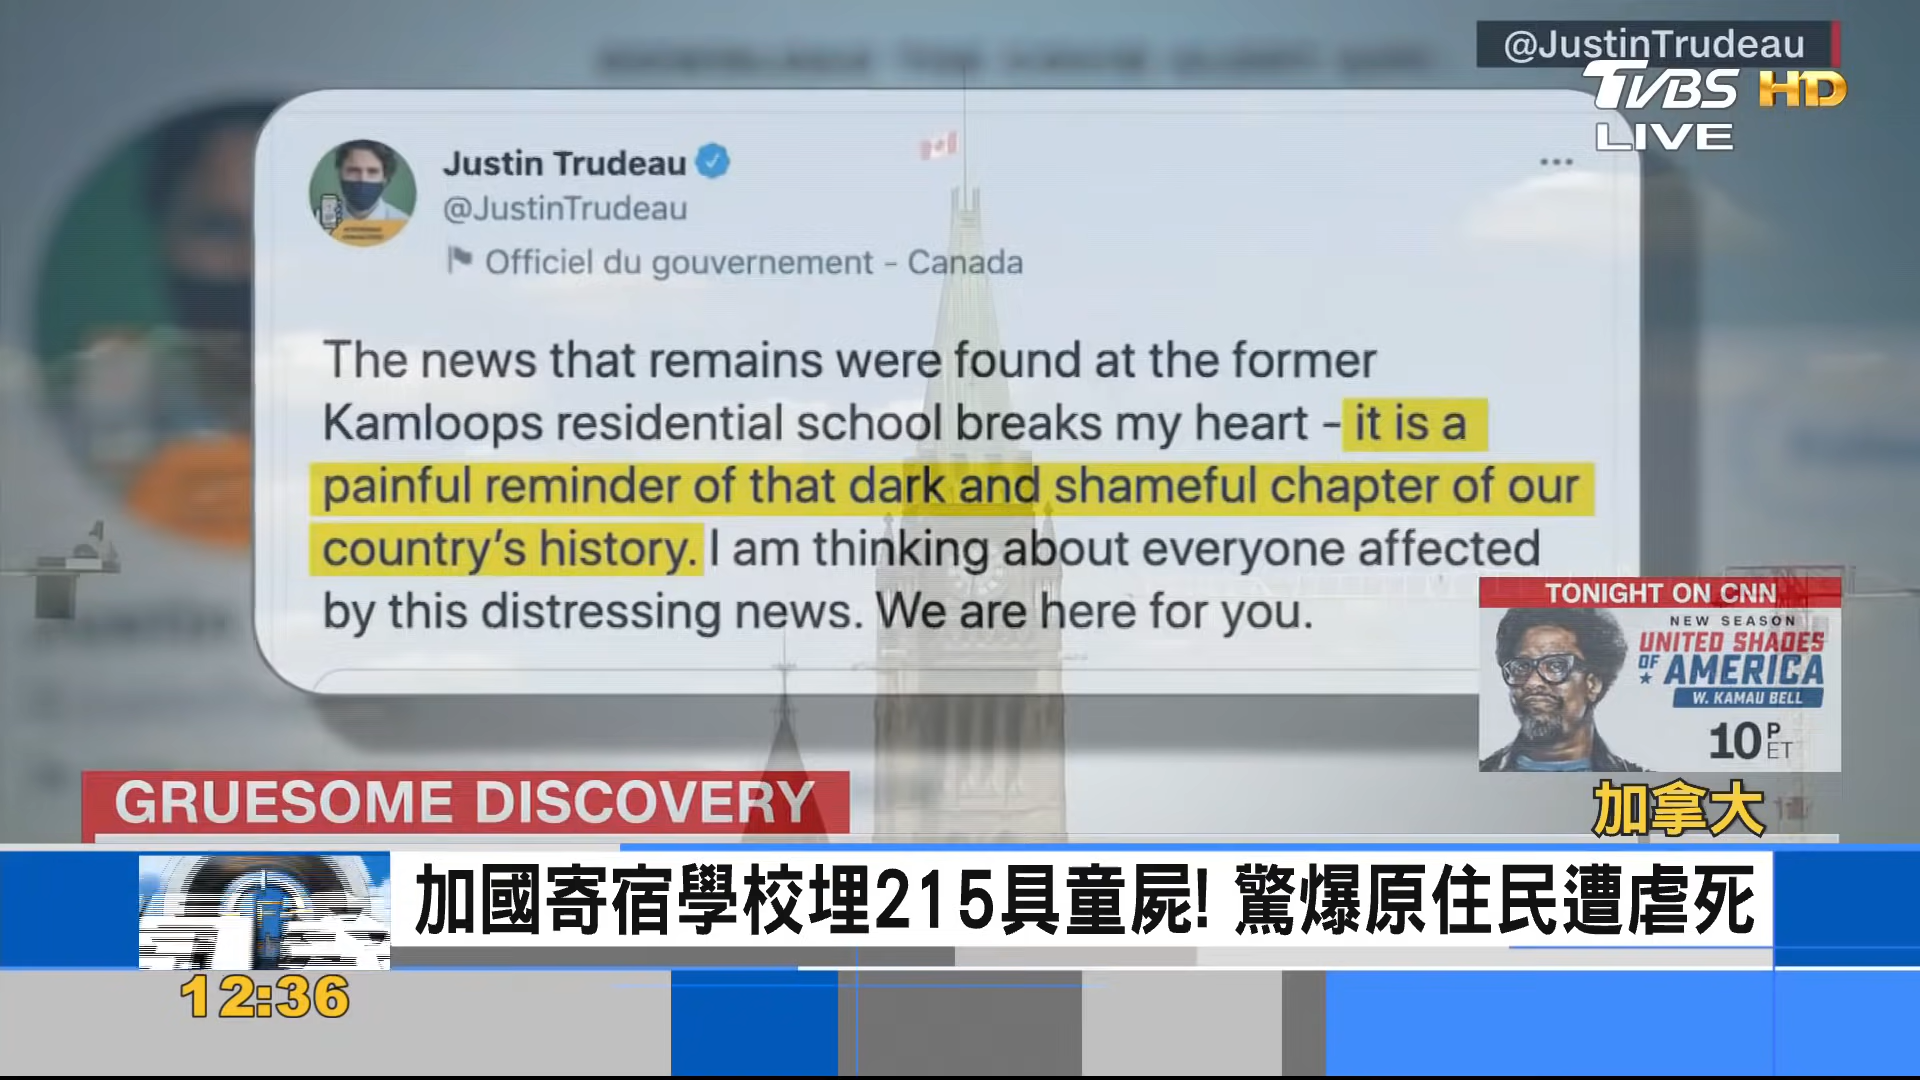 @JustinTrudeau
TVBS HD
LIVE
Justin Trudeau
@JustinTrudeau
Officiel du gouvernement - Canada
The news that remains were found at the former
Kamloops residential school breaks my heart - it is a
painful reminder of that dark and shameful chapter of our
country's history. I am thinking about everyone affected
by this distressing news. We are here for you.
TONIGHT ON CNN
NEW SEASON
UNITED SHADES
OF AMERICA
W. KAMAU BELL
10 P ET
GRUESOME DISCOVERY
加拿大
加國寄宿學校埋215具童屍! 驚爆原住民遭虐死
12:36